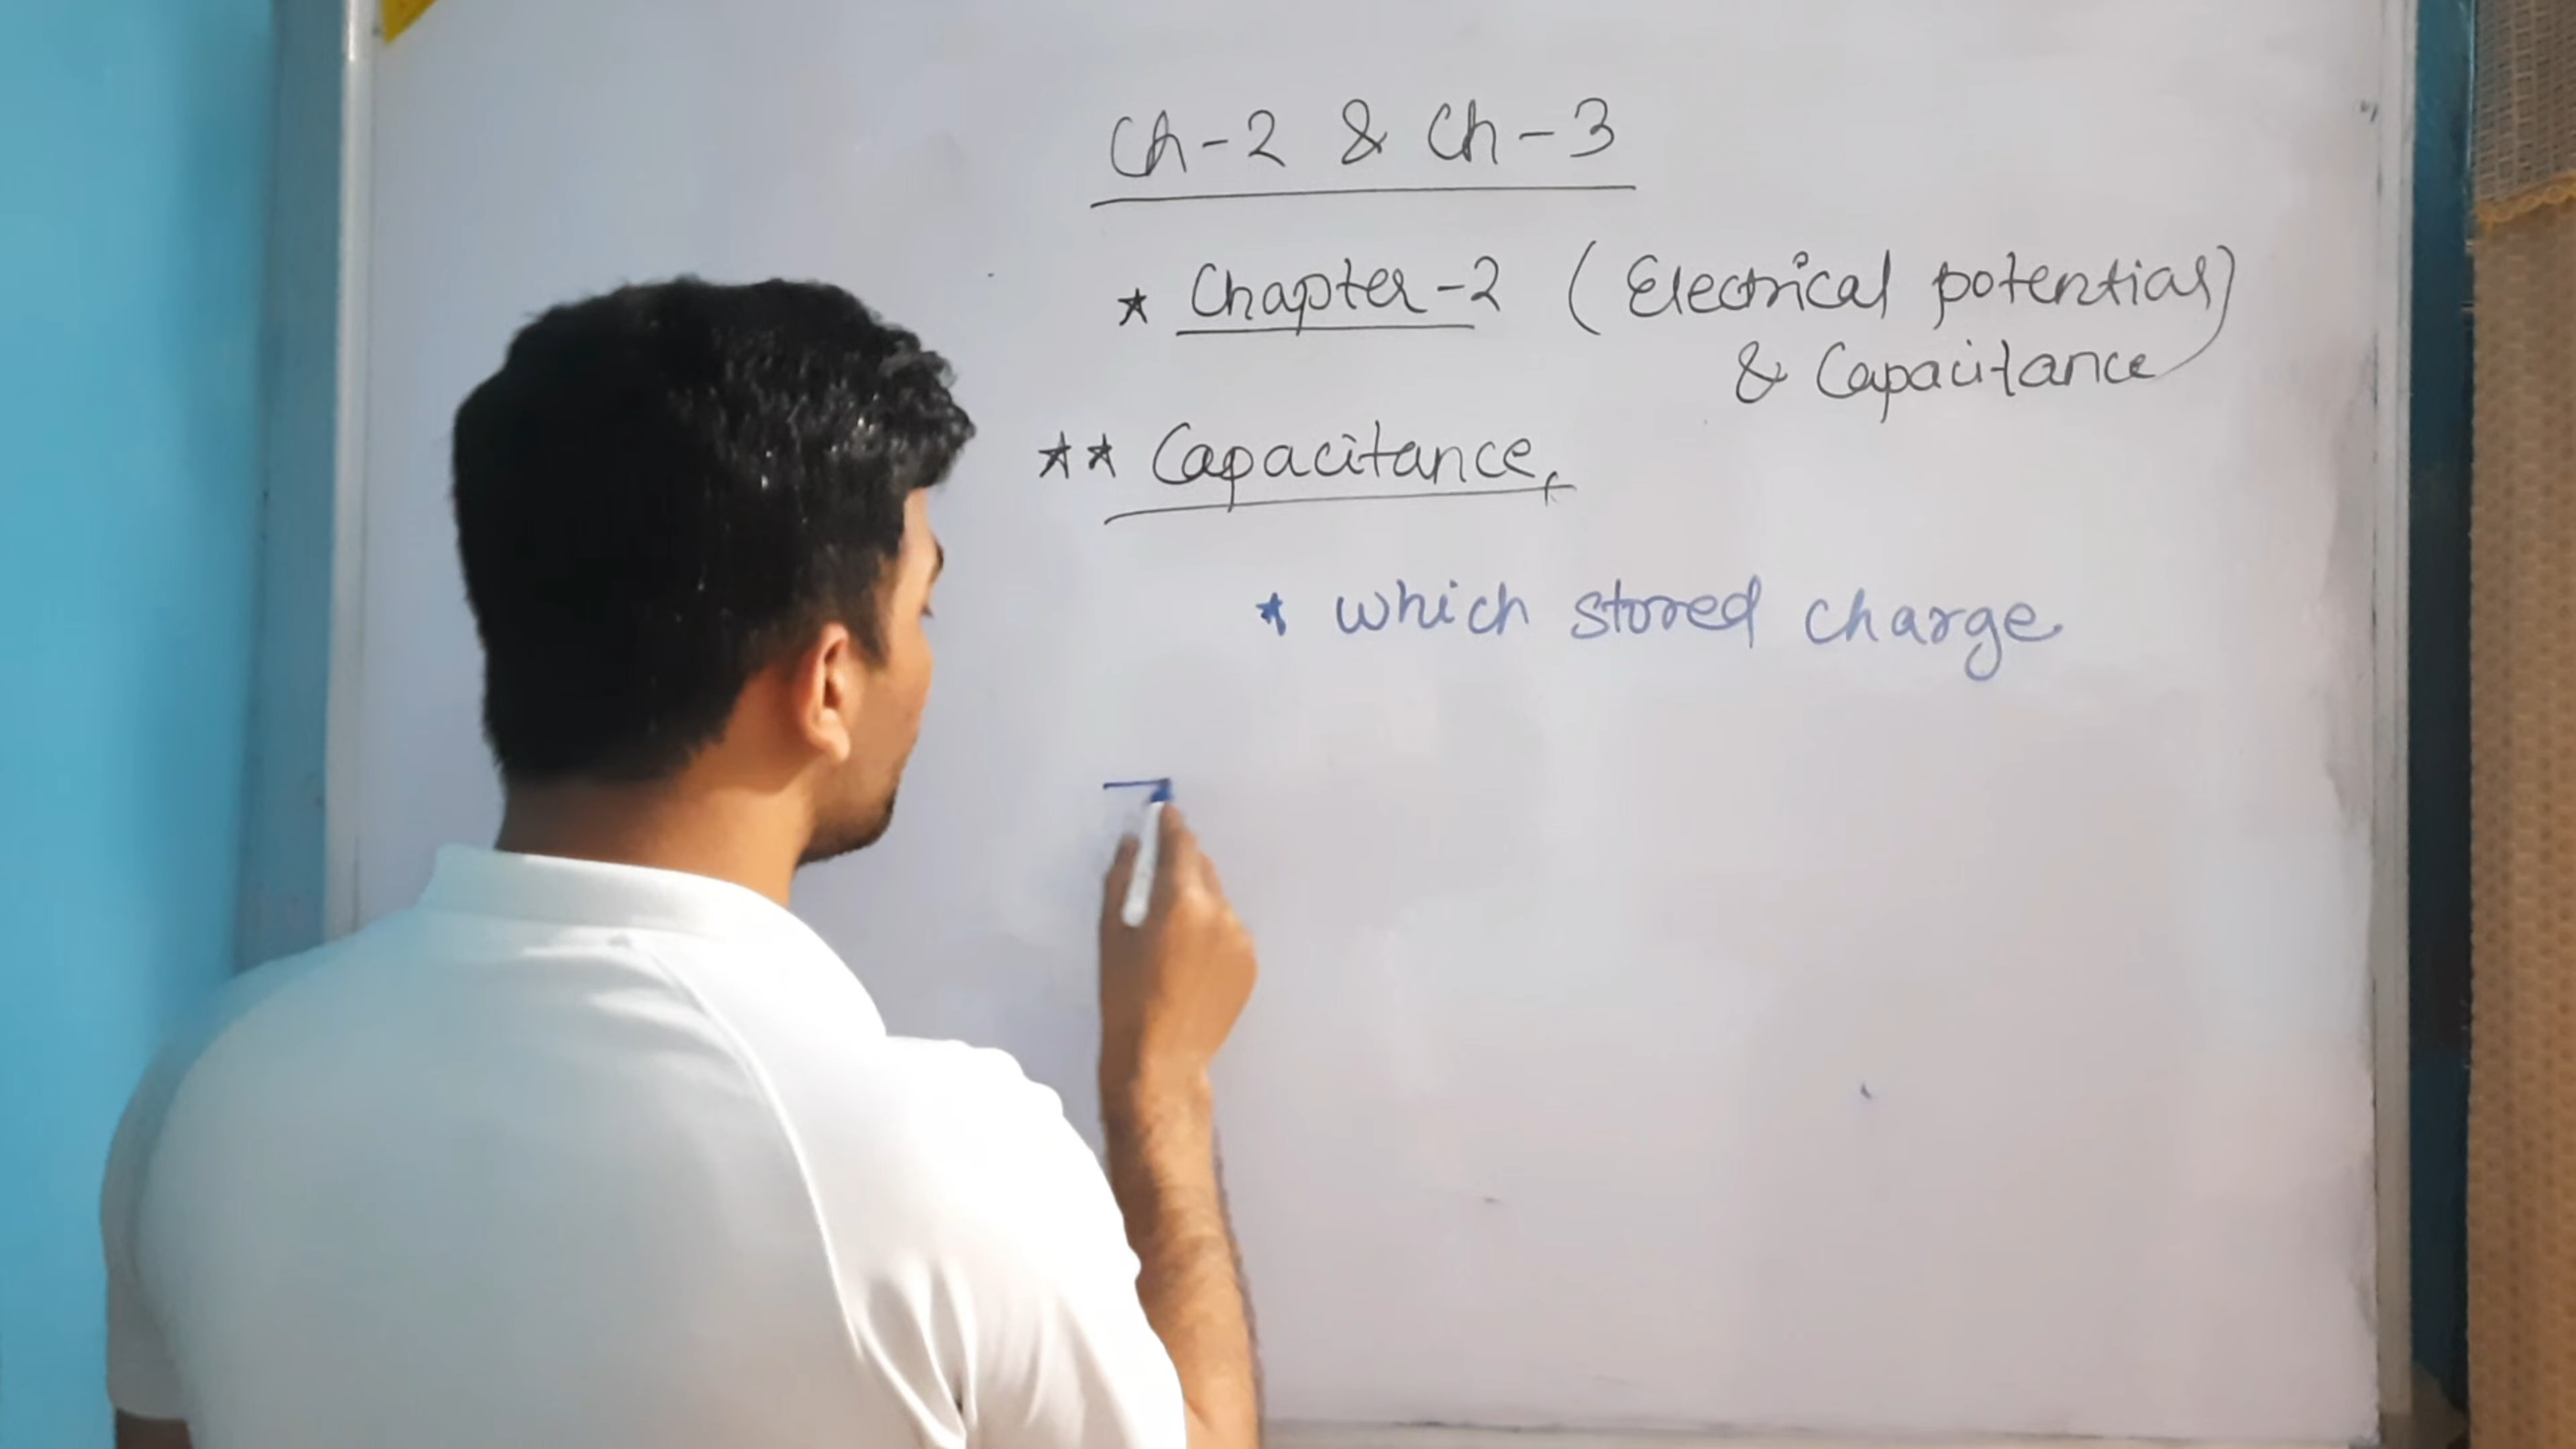 Ch-2 & Ch-3
★ Chapter-2 (Electrical potential)
& Capacitance
★★ Capacitance,
★ which stored charge